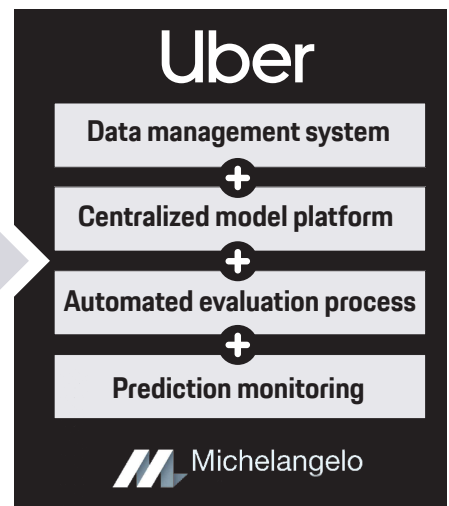 Uber
Data management system
+
Centralized model platform
+
Automated evaluation process
+
Prediction monitoring
Michelangelo